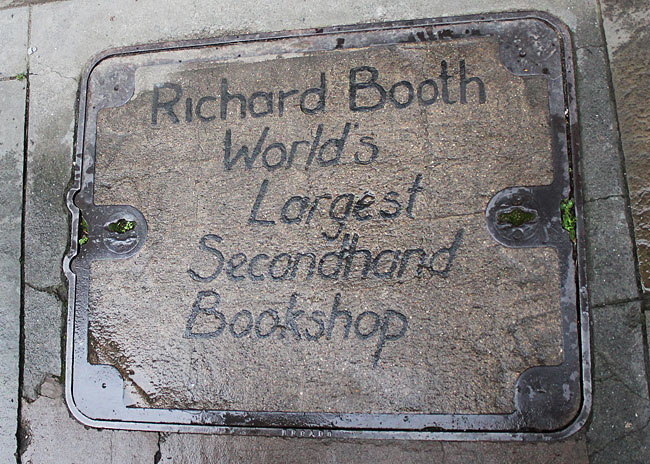 Richard Booth
World's
Largest
Secondhand
Bookshop